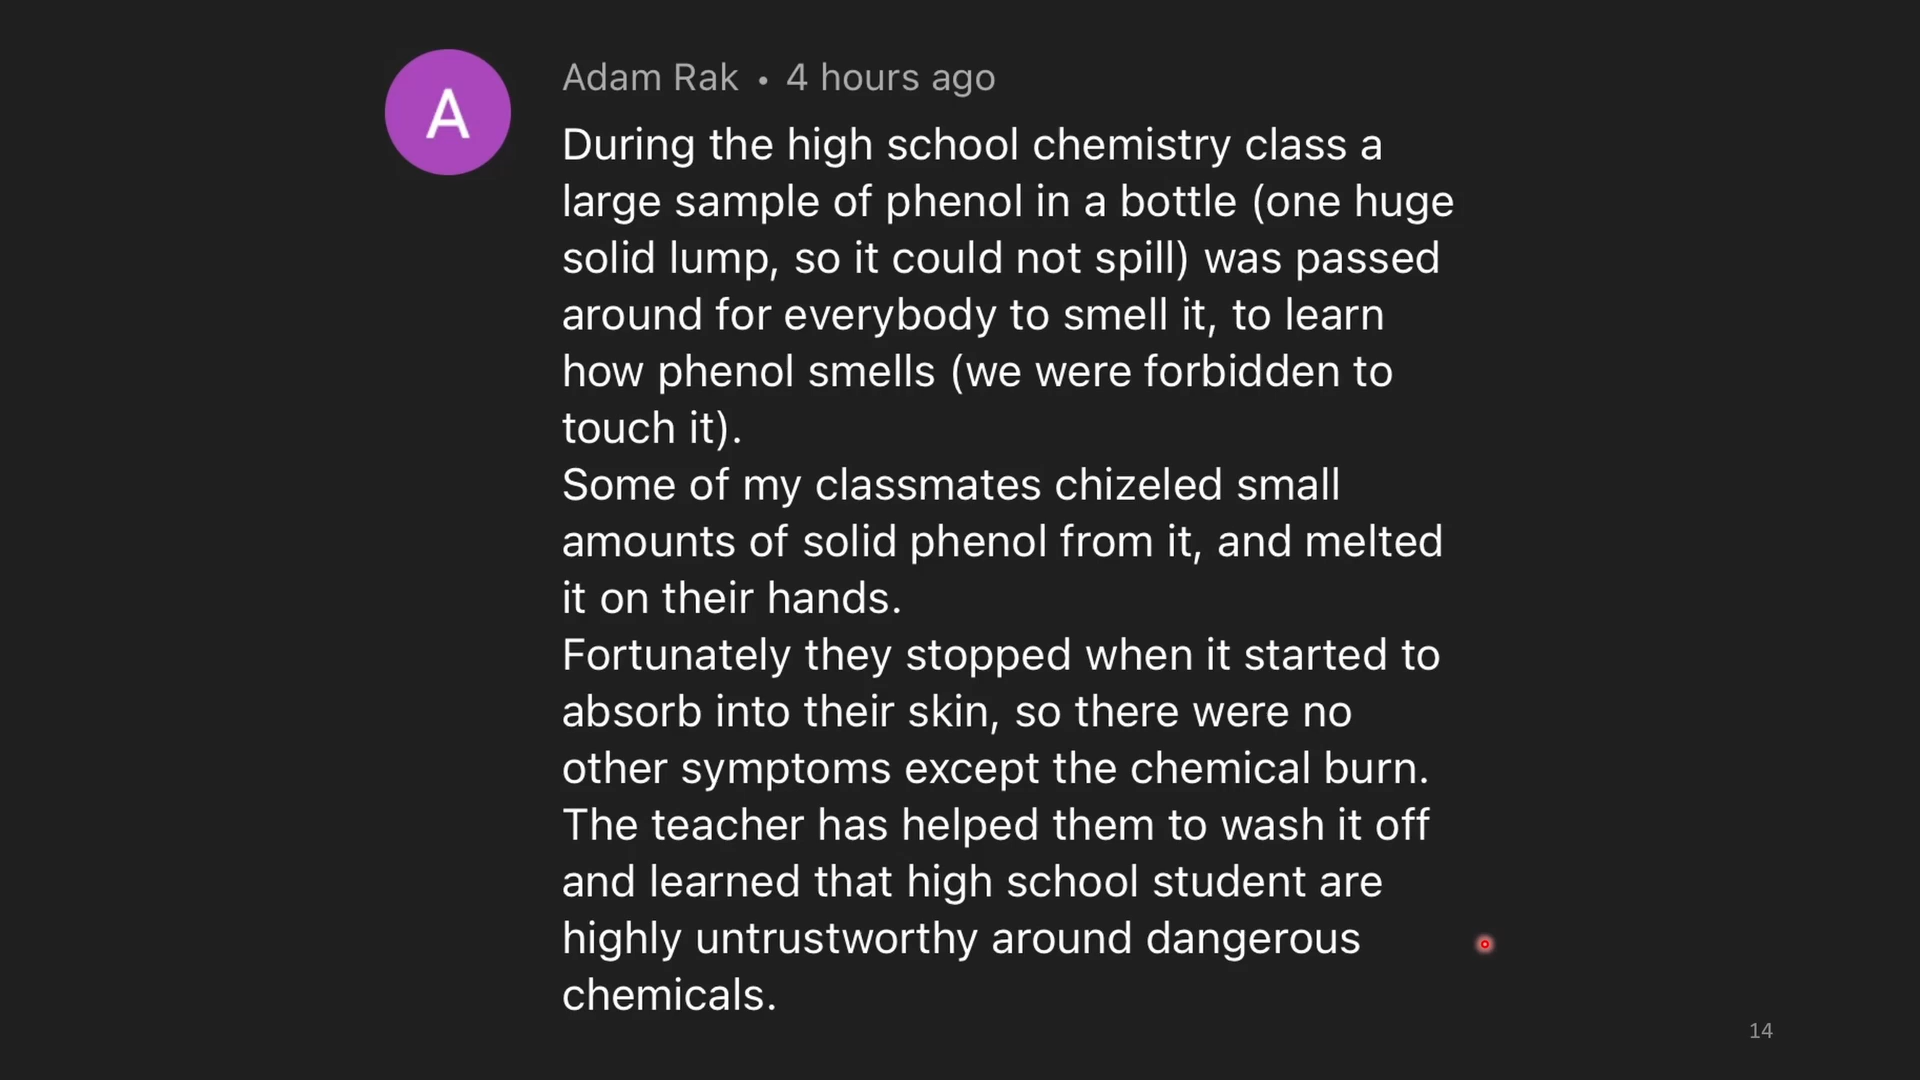 A
Adam Rak • 4 hours ago
During the high school chemistry class a
large sample of phenol in a bottle (one huge
solid lump, so it could not spill) was passed
around for everybody to smell it, to learn
how phenol smells (we were forbidden to
touch it).
Some of my classmates chizeled small
amounts of solid phenol from it, and melted
it on their hands.
Fortunately they stopped when it started to
absorb into their skin, so there were no
other symptoms except the chemical burn.
The teacher has helped them to wash it off
and learned that high school student are
highly untrustworthy around dangerous
chemicals.
14